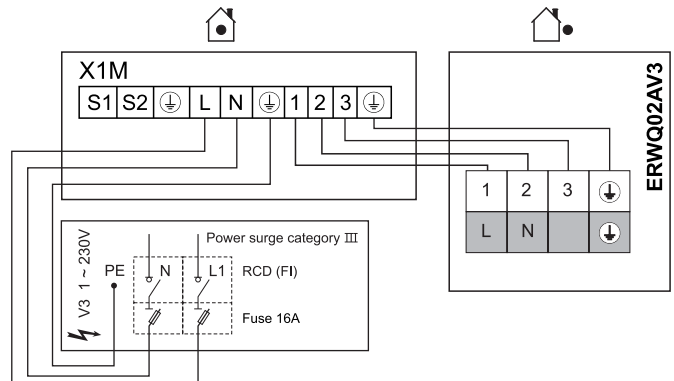 X1M
S1 S2 L N 1 2 3
ERWQ02AV3
1 2 3
L N
V3 1 ~ 230V
Power surge category III
PE N L1 RCD (FI)
Fuse 16A